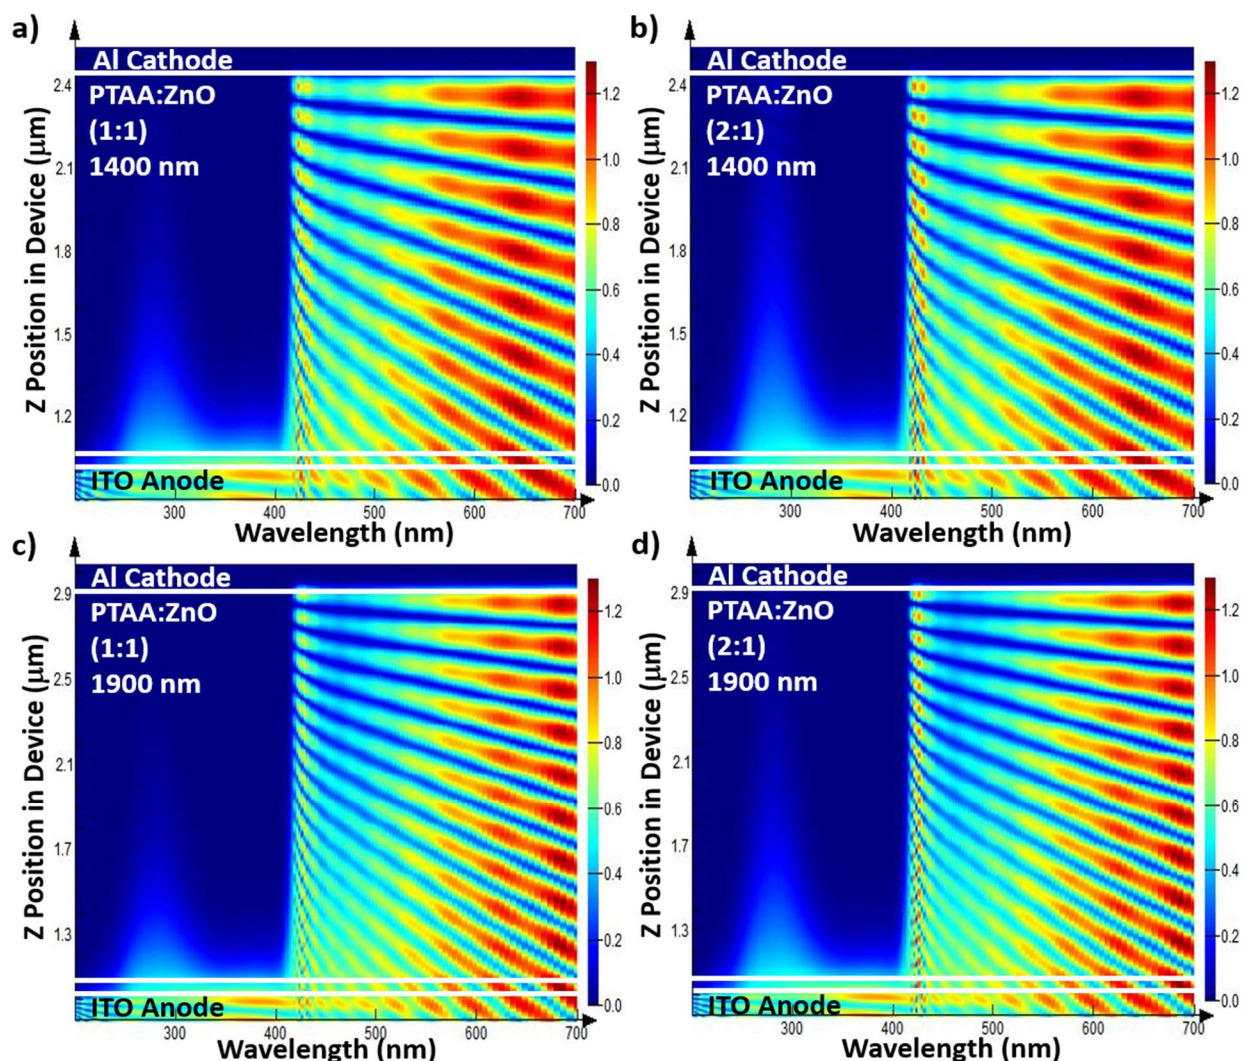 a)
Al Cathode
PTAA:ZnO
(1:1)
1400 nm
Z Position in Device (μm)
2.4
2.1
1.8
1.5
1.2
ITO Anode
300
400
500
600
700
Wavelength (nm)
1.2
1.0
0.8
0.6
0.4
0.2
0.0
b)
Al Cathode
PTAA:ZnO
(2:1)
1400 nm
Z Position in Device (μm)
2.4
2.1
1.8
1.5
1.2
ITO Anode
300
400
500
600
700
Wavelength (nm)
1.2
1.0
0.8
0.6
0.4
0.2
0.0
c)
Al Cathode
PTAA:ZnO
(1:1)
1900 nm
Z Position in Device (μm)
2.9
2.5
2.1
1.7
1.3
ITO Anode
300
400
500
600
700
Wavelength (nm)
1.2
1.0
0.8
0.6
0.4
0.2
0.0
d)
Al Cathode
PTAA:ZnO
(2:1)
1900 nm
Z Position in Device (μm)
2.9
2.5
2.1
1.7
1.3
ITO Anode
300
400
500
600
700
Wavelength (nm)
1.2
1.0
0.8
0.6
0.4
0.2
0.0